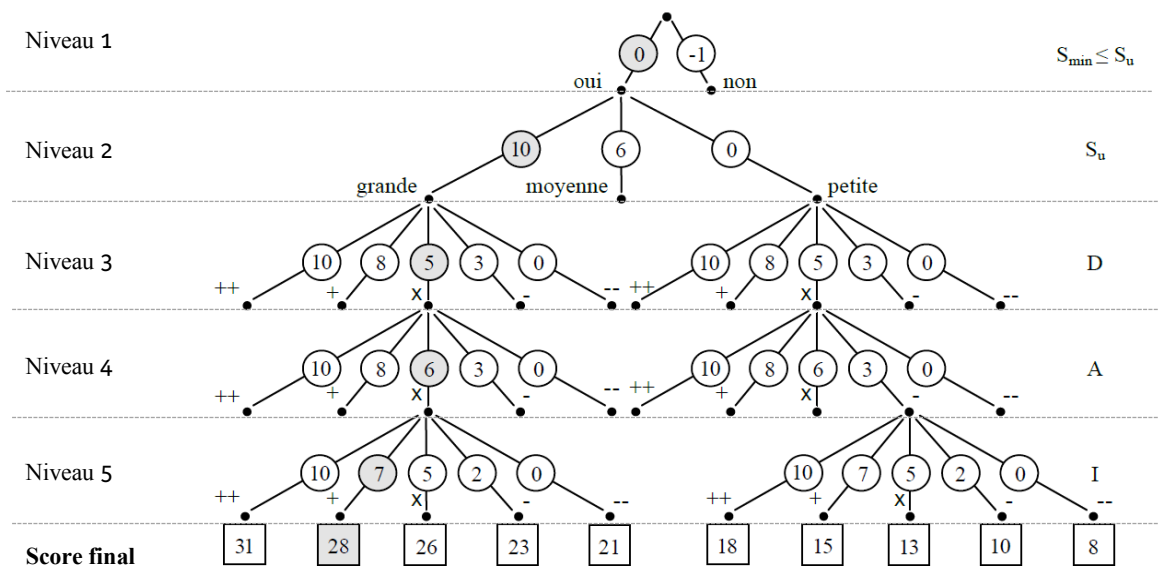 Niveau 1
0 -1
S_min ≤ S_u
oui non
Niveau 2
10 6 0
S_u
grande moyenne petite
Niveau 3
10 8 5 3 0 10 8 5 3 0
D
++ + x - -- ++ + x - --
Niveau 4
10 8 6 3 0 10 8 6 3 0
A
++ + x - -- ++ + x - --
Niveau 5
10 7 5 2 0 10 7 5 2 0
I
++ + x - -- ++ + x - --
Score final
31 28 26 23 21 18 15 13 10 8